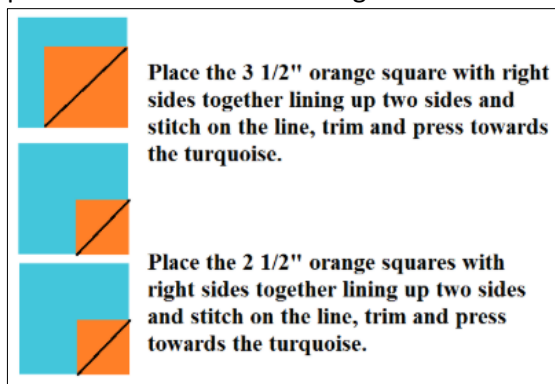 Place the 3 1/2" orange square with right
sides together lining up two sides and
stitch on the line, trim and press towards
the turquoise.
Place the 2 1/2" orange squares with
right sides together lining up two sides
and stitch on the line, trim and press
towards the turquoise.